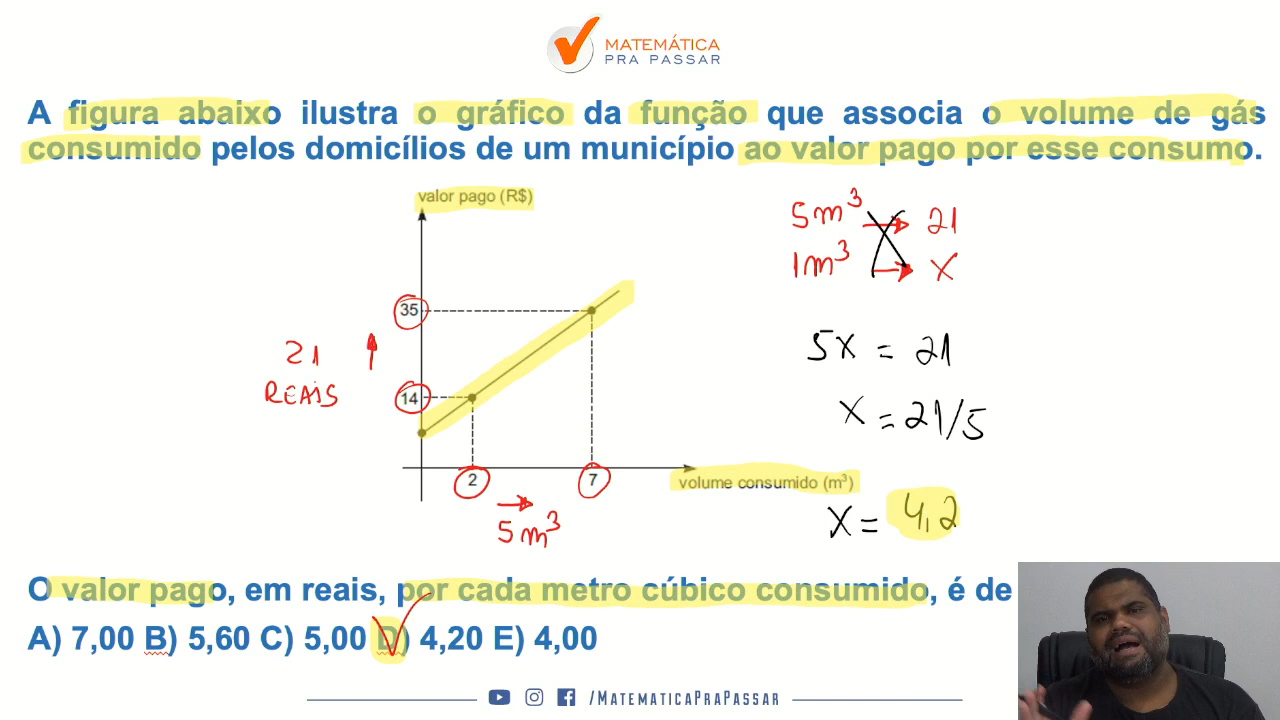 MATEMÁTICA
PRA PASSAR
A figura abaixo ilustra o gráfico da função que associa o volume de gás
consumido pelos domicílios de um município ao valor pago por esse consumo.
valor pago (R$)
35
14
2
7
volume consumido (m³)
21
REAIS
5m³
5m³ 21
1m³ X
5X = 21
X = 21/5
X = 4,2
O valor pago, em reais, por cada metro cúbico consumido, é de
A) 7,00 B) 5,60 C) 5,00 D) 4,20 E) 4,00
/MATEMATICAPRAPASSAR